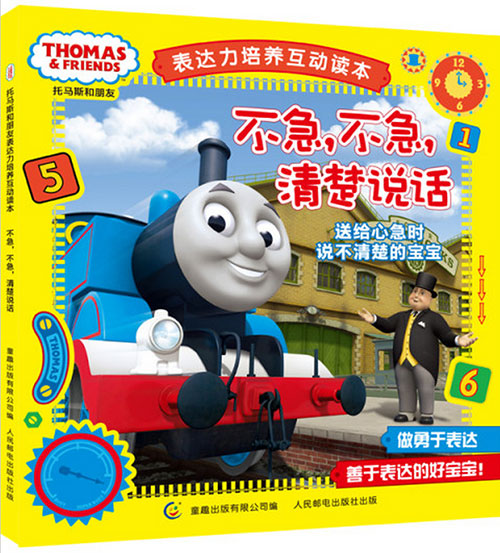 THOMAS
& FRIENDS
托马斯和朋友
表达力培养互动读本
12
3
6
9
不急，不急，
清楚说话
1
5
送给心急时
说不清楚的宝宝
THOMAS
6
做勇于表达
善于表达的好宝宝！
童趣出版有限公司编
人民邮电出版社出版
托马斯和朋友表达力培养互动读本
不急，不急，清楚说话
童趣出版有限公司编
人民邮电出版社出版